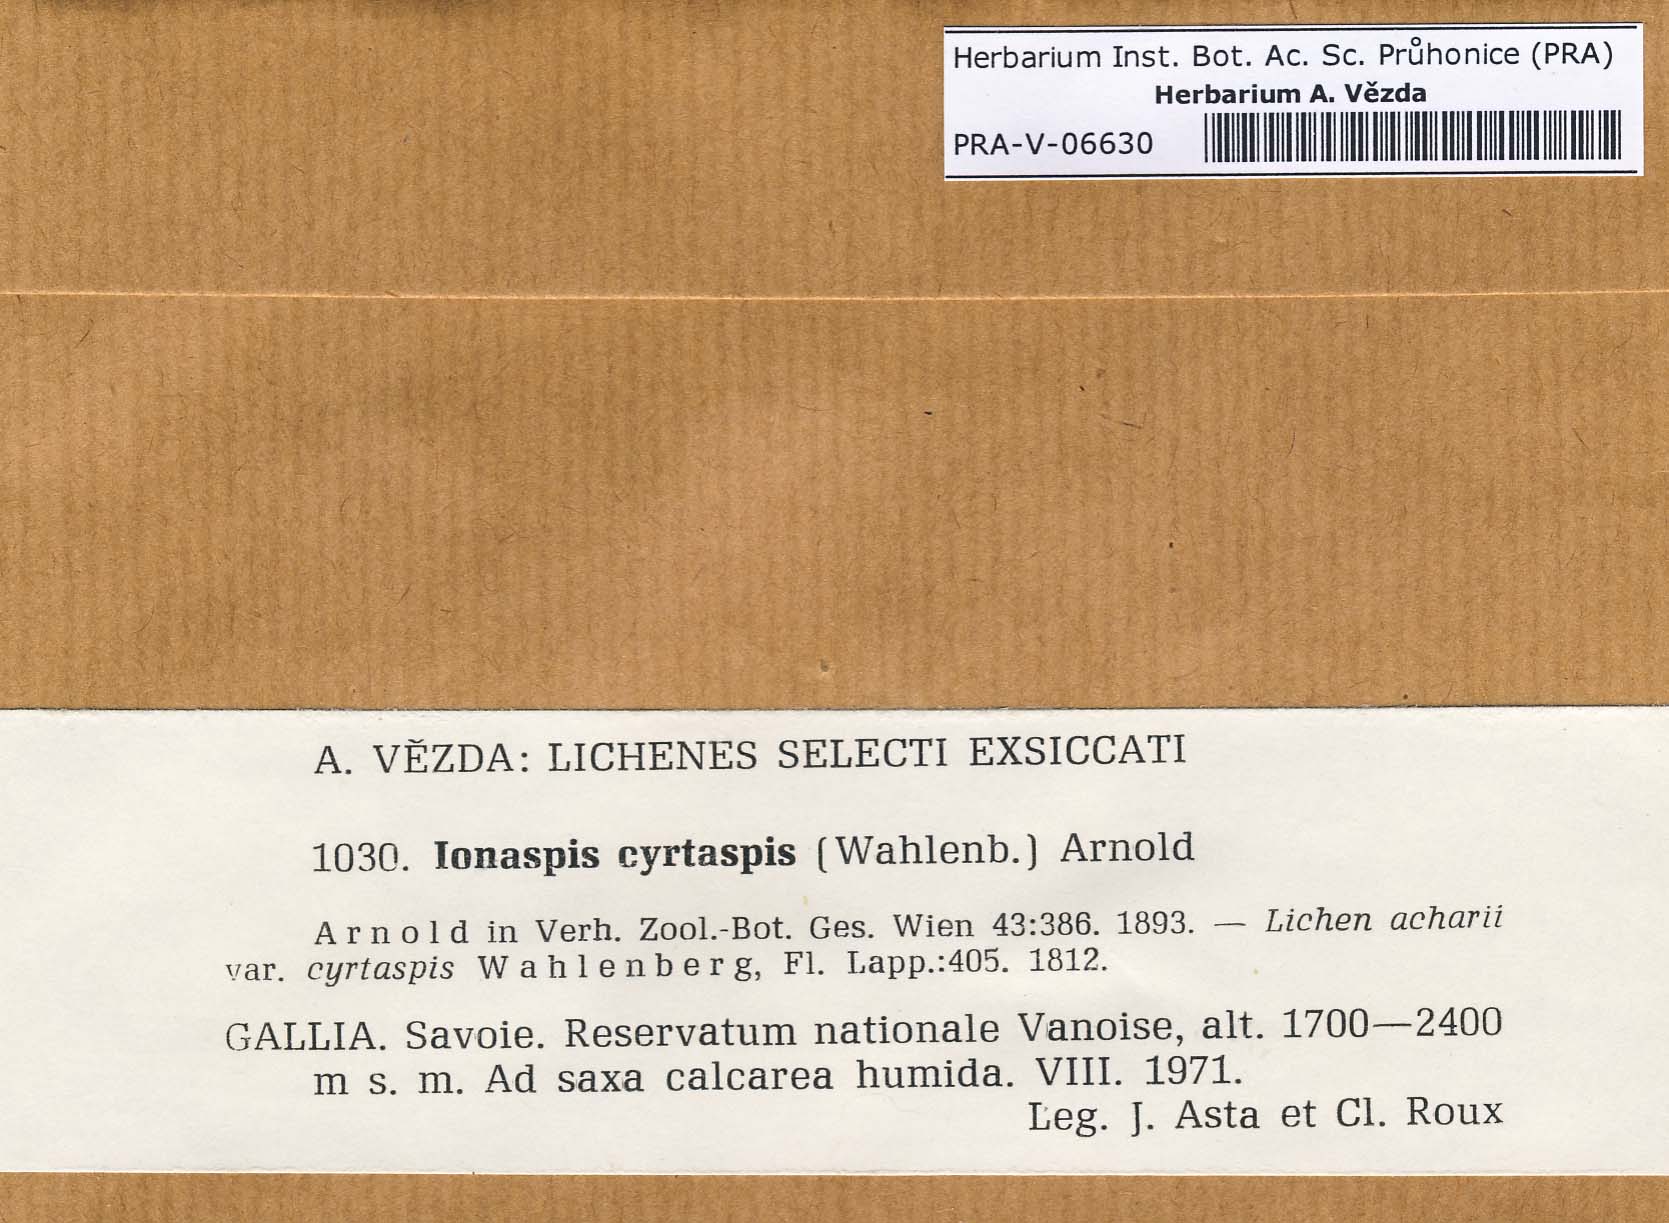 Herbarium Inst. Bot. Ac. Sc. Průhonice (PRA)
Herbarium A. Vězda
PRA-V-06630
A. VĚZDA: LICHENES SELECTI EXSICCATI
1030. Ionaspis cyrtaspis (Wahlenb.) Arnold
Arnold in Verh. Zool.-Bot. Ges. Wien 43:386. 1893. — Lichen acharii
var. cyrtaspis Wahlenberg, Fl. Lapp.:405. 1812.
GALLIA. Savoie. Reservatum nationale Vanoise, alt. 1700—2400
m s. m. Ad saxa calcarea humida. VIII. 1971.
Leg. J. Asta et Cl. Roux